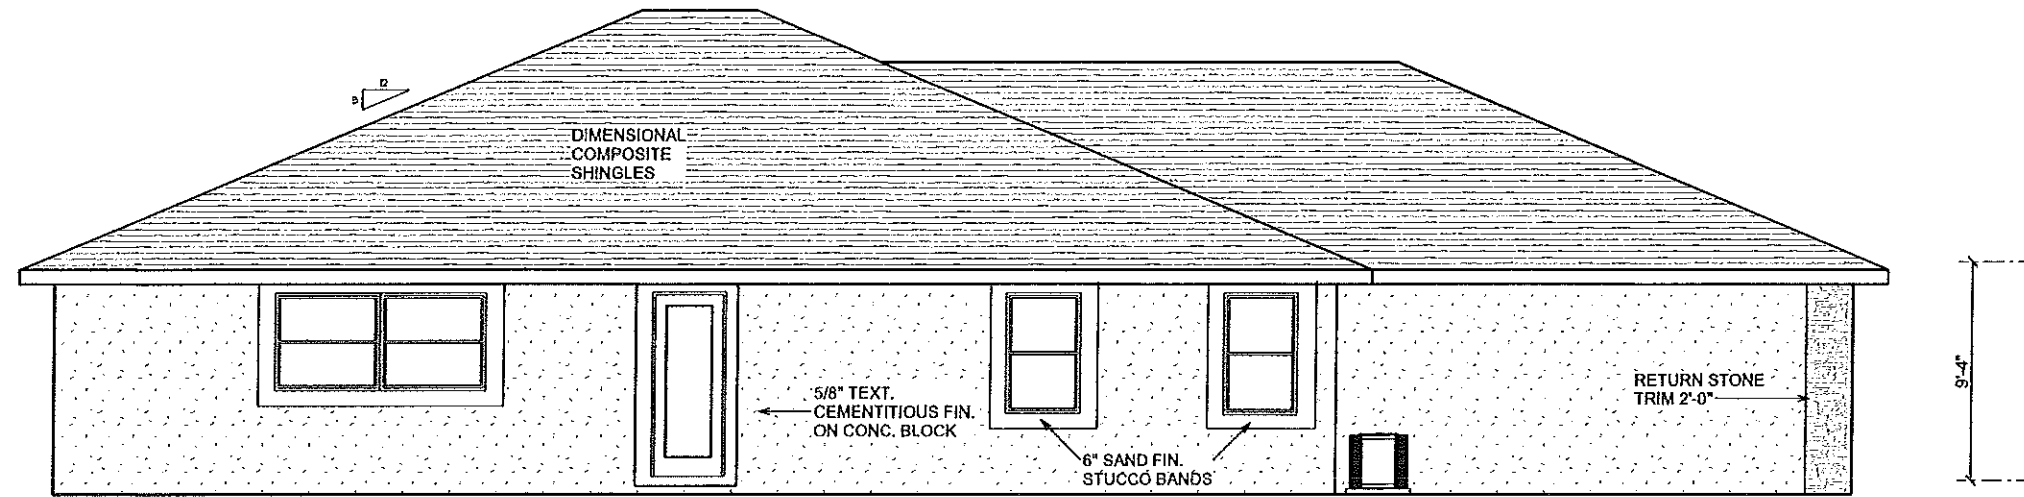 12
DIMENSIONAL
COMPOSITE
SHINGLES
5/8" TEXT.
CEMENTITIOUS FIN.
ON CONC. BLOCK
6" SAND FIN.
STUCCO BANDS
RETURN STONE
TRIM 2'-0"
9'-4"